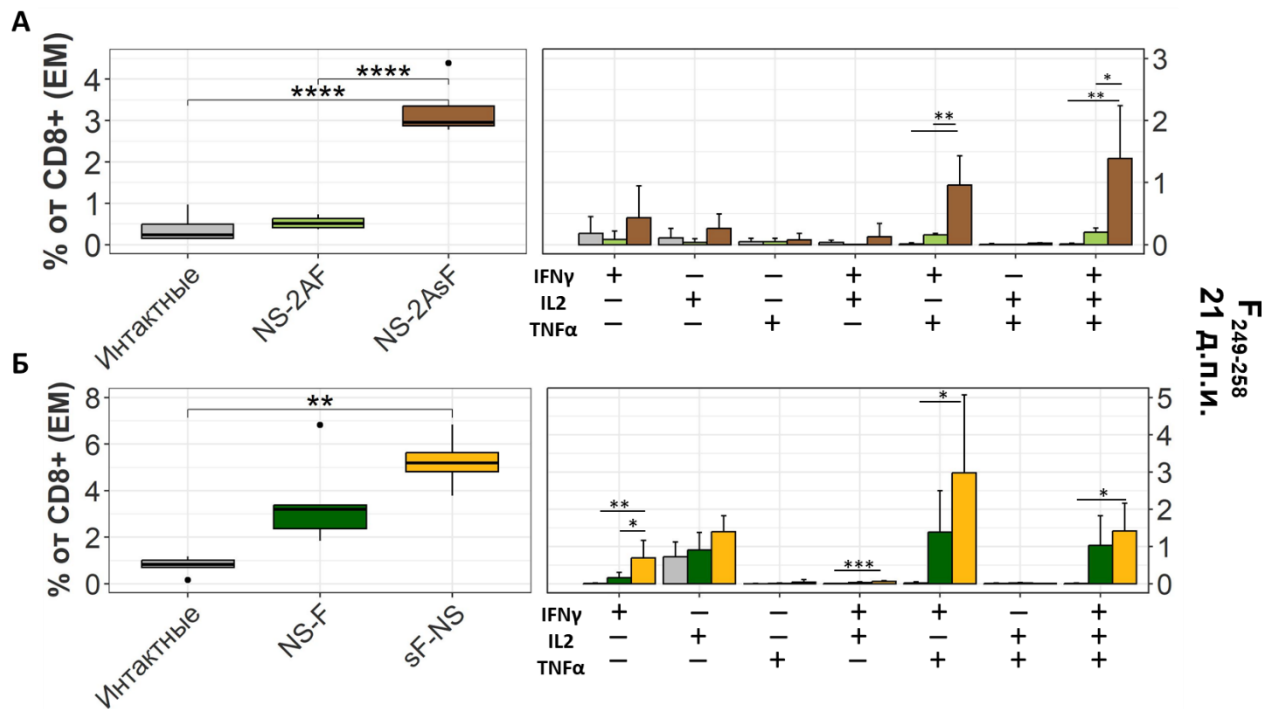 А
% от CD8+ (EM)
4
3
2
1
0
**** 
****
Интактные
NS-2AF
NS-2AsF
3
2
1
0
**
**
*
IFNγ + – – + + – +
IL2 – + – + – + +
TNFα – – + – + + +
F249-258
21 д.п.и.
Б
% от CD8+ (EM)
8
6
4
2
0
**
Интактные
NS-F
sF-NS
5
4
3
2
1
0
**
*
***
*
*
IFNγ + – – + + – +
IL2 – + – + – + +
TNFα – – + – + + +